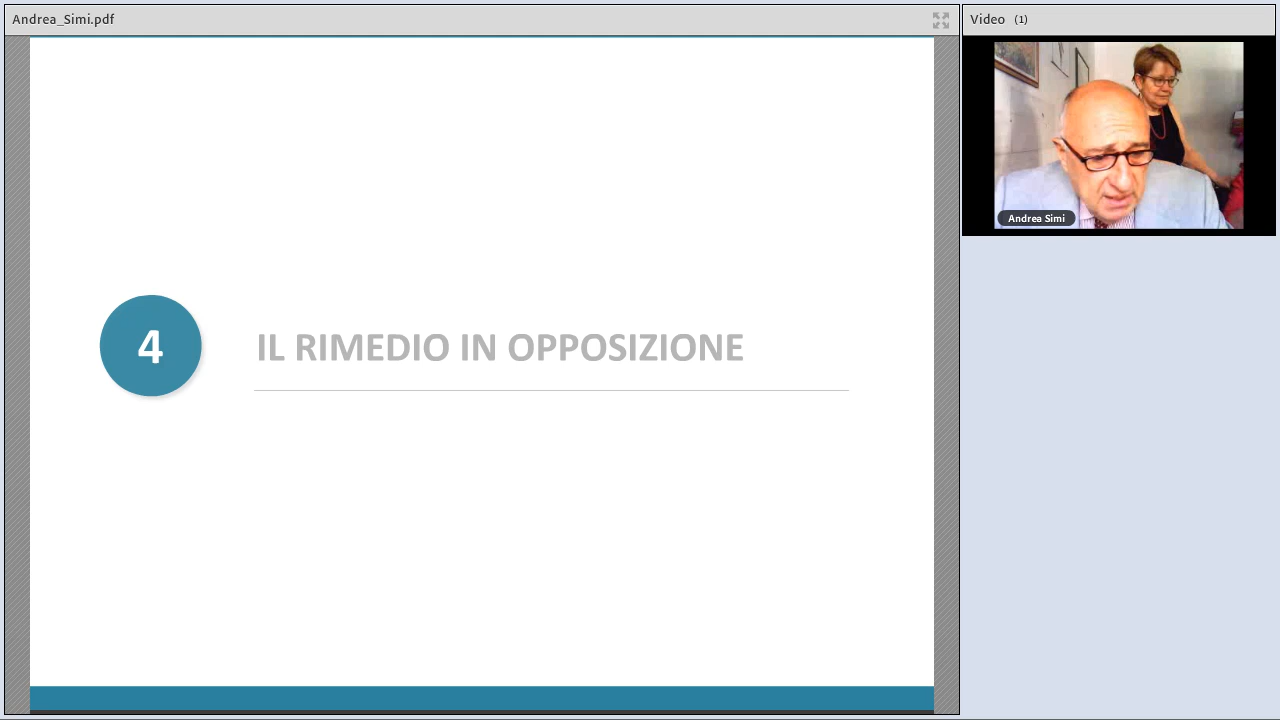 Andrea_Simi.pdf
Video (1)
Andrea Simi
4
IL RIMEDIO IN OPPOSIZIONE